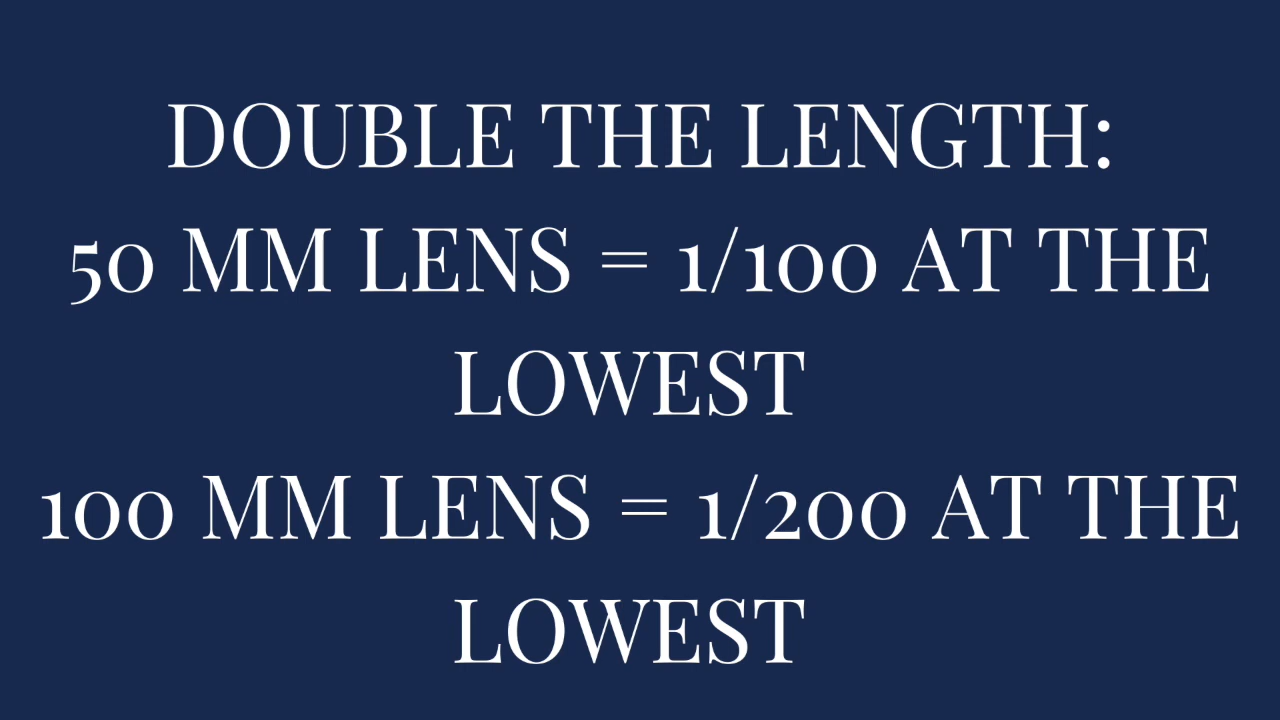 DOUBLE THE LENGTH:
50 MM LENS = 1/100 AT THE
LOWEST
100 MM LENS = 1/200 AT THE
LOWEST